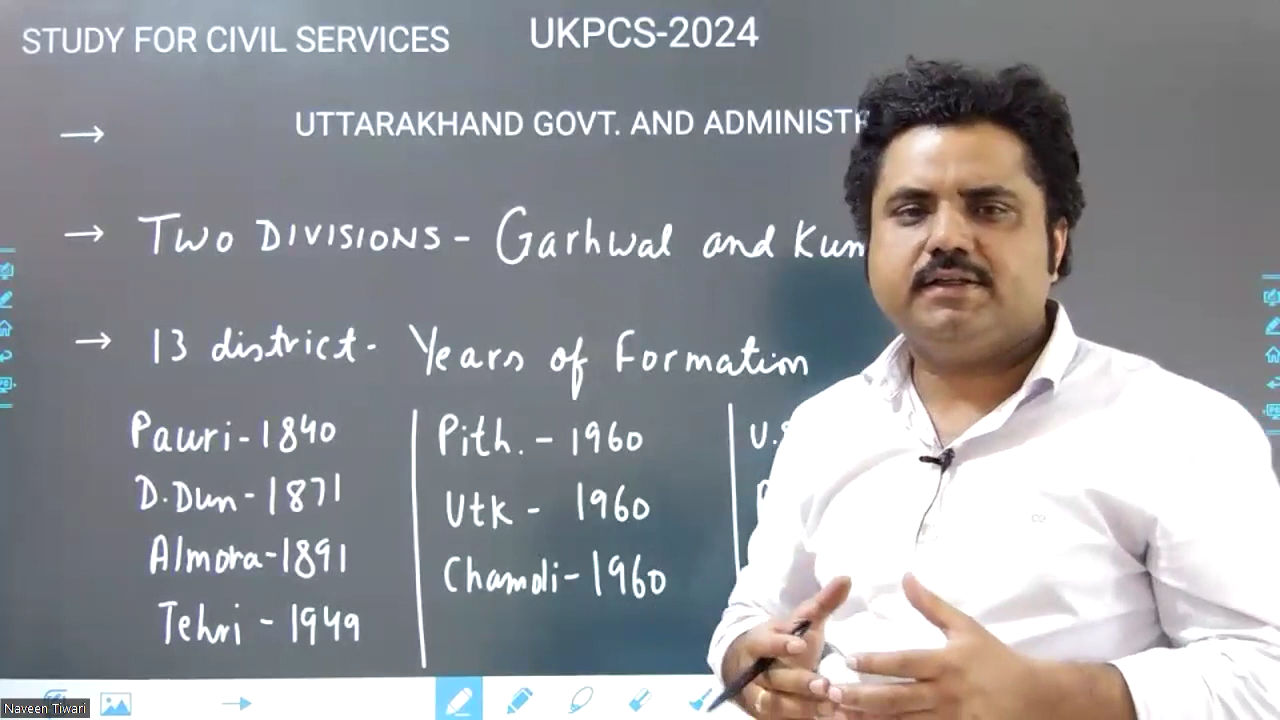 STUDY FOR CIVIL SERVICES
UKPCS-2024
→ UTTARAKHAND GOVT. AND ADMINISTR
→ Two DIVISIONS - Garhwal and Kum
→ 13 district - Years of Formation
Pauri - 1840
D.Dun - 1871
Almora - 1891
Tehri - 1949
Pith. - 1960
Utk - 1960
Chamoli - 1960
U.S
Naveen Tiwari